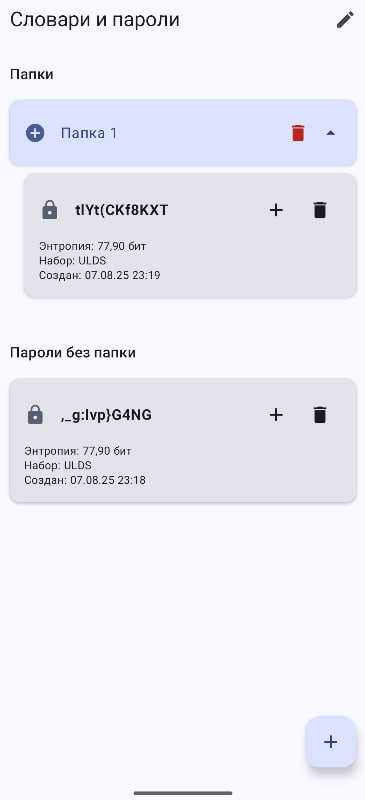 Словари и пароли
Папки
Папка 1
tlYt(CKf8KXT
Энтропия: 77,90 бит
Набор: ULDS
Создан: 07.08.25 23:19
Пароли без папки
,_g:lvp}G4NG
Энтропия: 77,90 бит
Набор: ULDS
Создан: 07.08.25 23:18